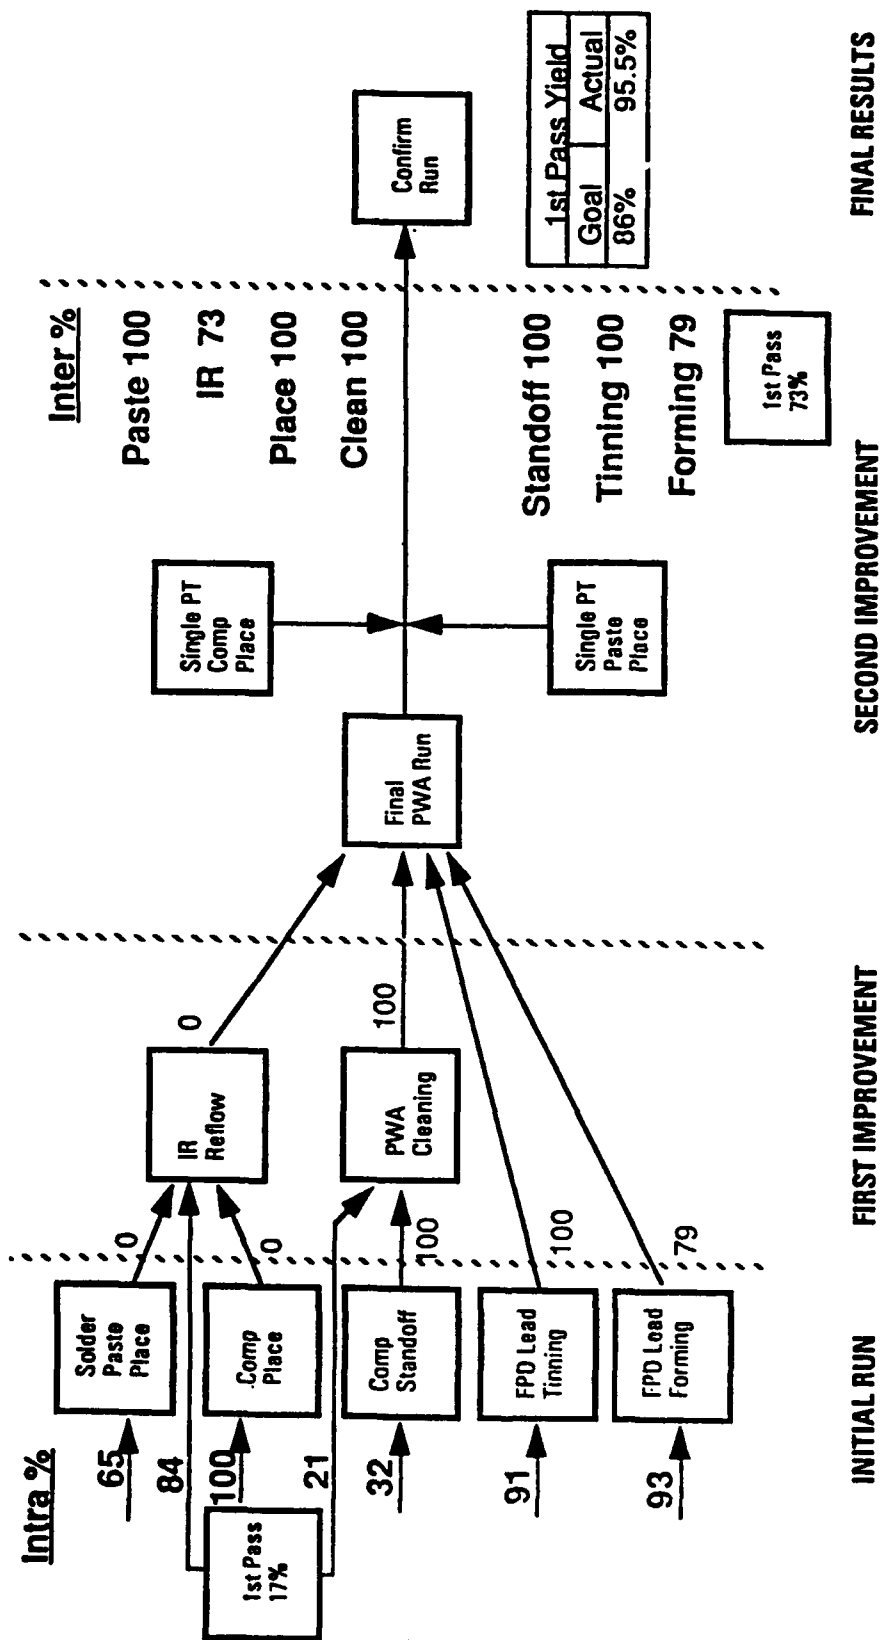 Intra %
65
84
100
21
32
91
93
1st Pass
17%
Solder
Paste
Place
Comp
Place
Comp
Standoff
FPD Lead
Tinning
FPD Lead
Forming
0
0
100
100
79
IR
Reflow
PWA
Cleaning
0
100
Final
PWA Run
Single PT
Comp
Place
Single PT
Paste
Place
Inter %
Paste 100
IR 73
Place 100
Clean 100
Standoff 100
Tinning 100
Forming 79
1st Pass
73%
Confirm
Run
1st Pass Yield
Goal Actual
86% 95.5%
INITIAL RUN
FIRST IMPROVEMENT
SECOND IMPROVEMENT
FINAL RESULTS